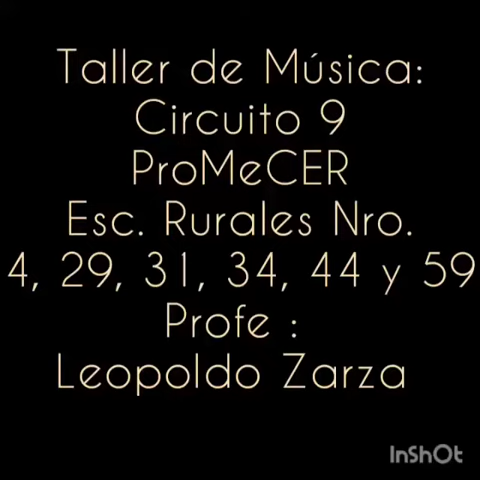 Taller de Música:
Circuito 9
ProMeCER
Esc. Rurales Nro.
4, 29, 31, 34, 44 y 59
Profe :
Leopoldo Zarza
InShOt